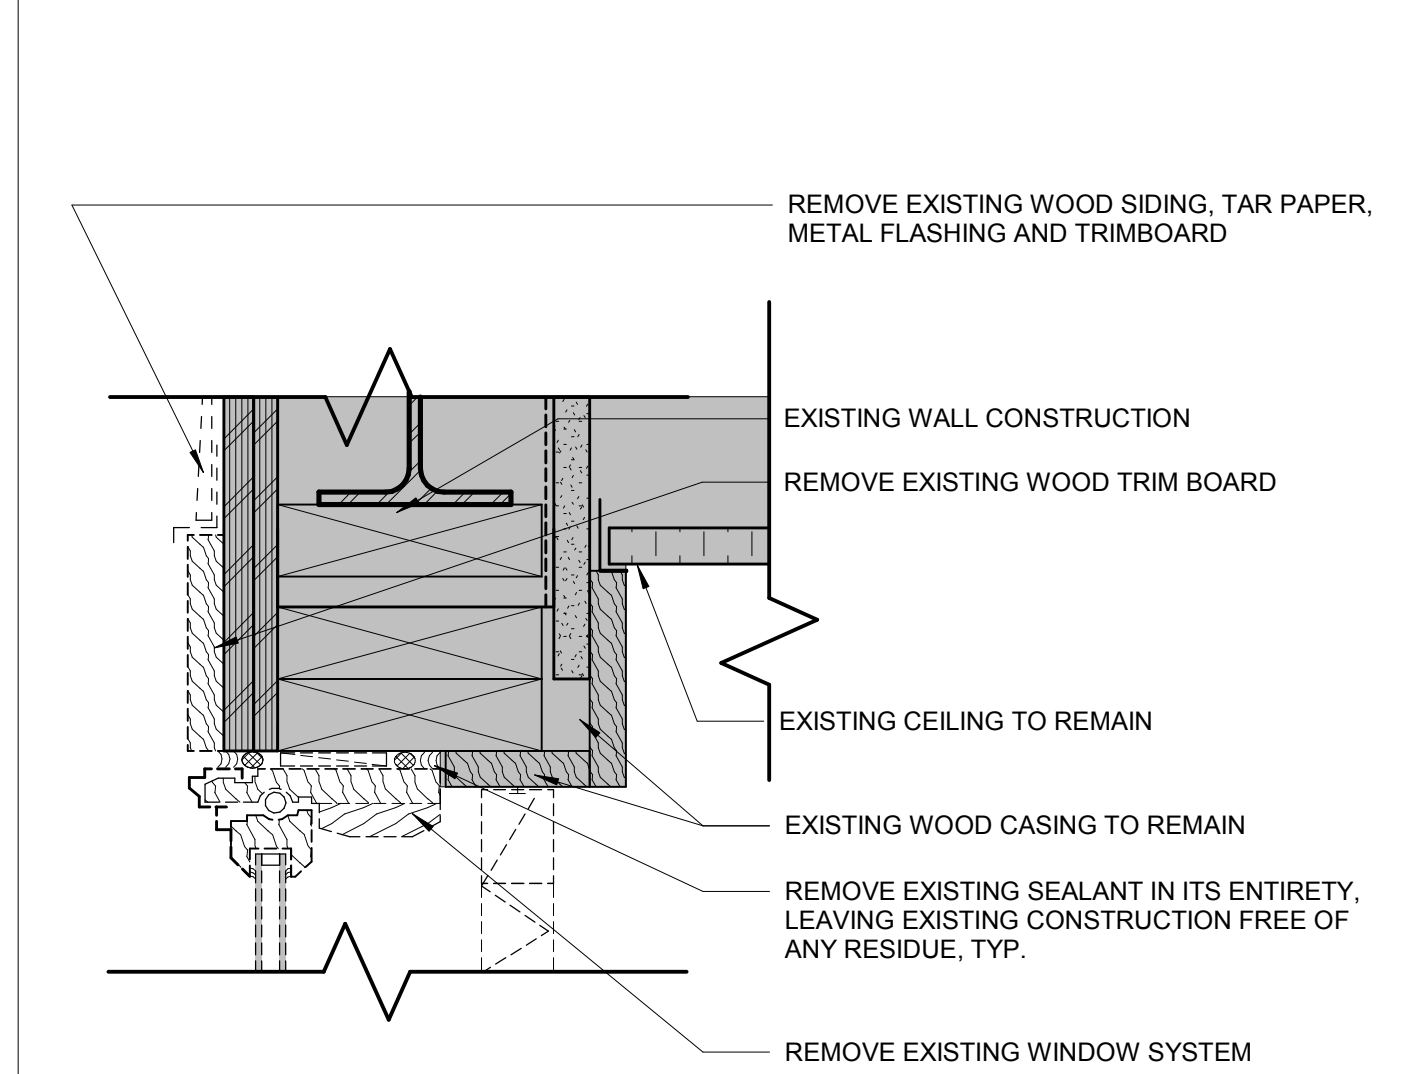 REMOVE EXISTING WOOD SIDING, TAR PAPER,
METAL FLASHING AND TRIMBOARD
EXISTING WALL CONSTRUCTION
REMOVE EXISTING WOOD TRIM BOARD
EXISTING CEILING TO REMAIN
EXISTING WOOD CASING TO REMAIN
REMOVE EXISTING SEALANT IN ITS ENTIRETY,
LEAVING EXISTING CONSTRUCTION FREE OF
ANY RESIDUE, TYP.
REMOVE EXISTING WINDOW SYSTEM